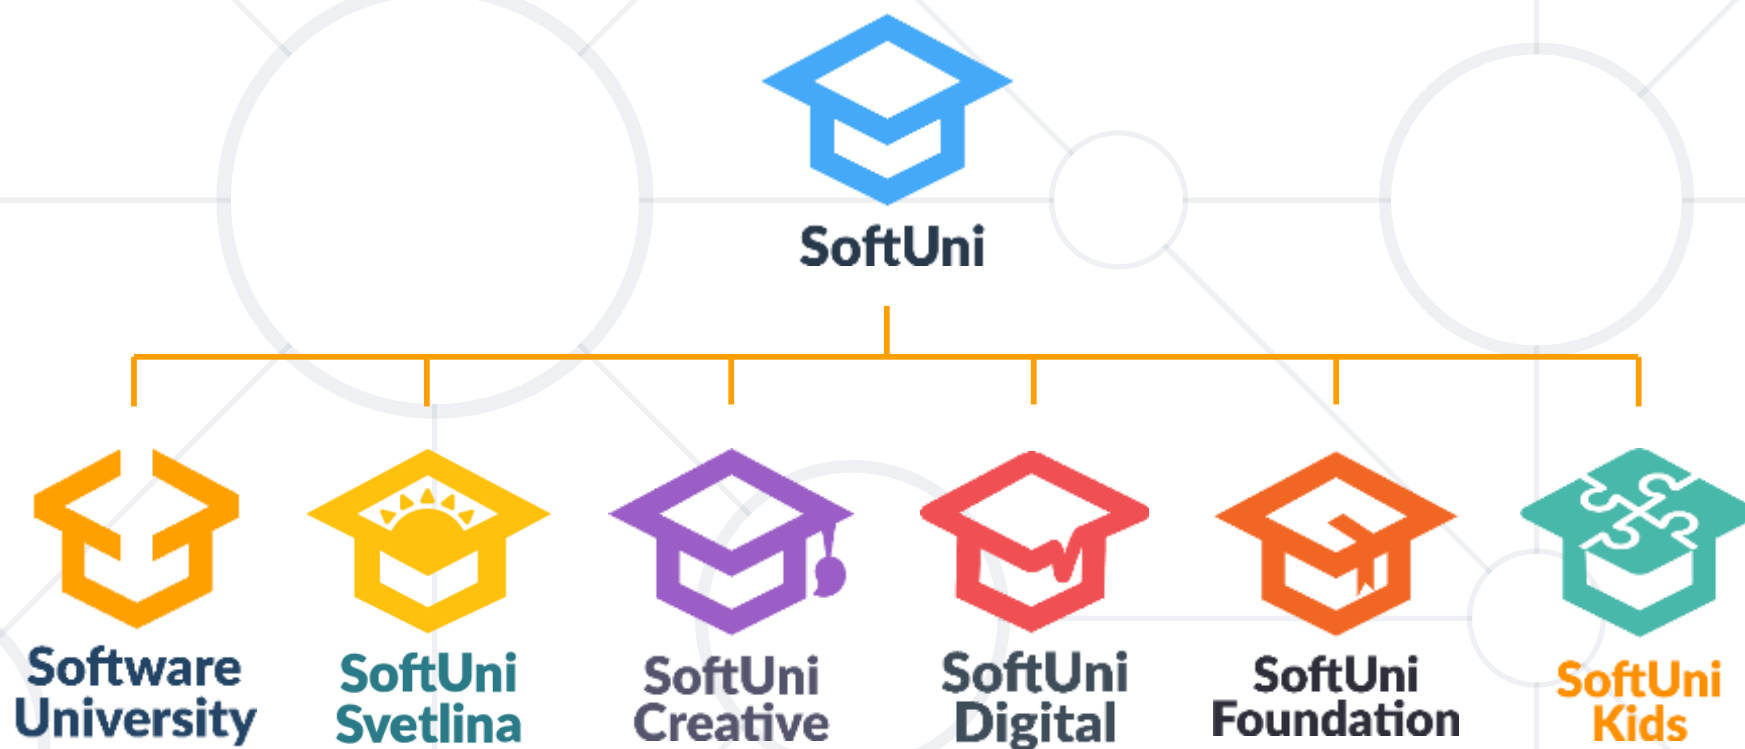 SoftUni
Software
University
SoftUni
Svetlina
SoftUni
Creative
SoftUni
Digital
SoftUni
Foundation
SoftUni
Kids